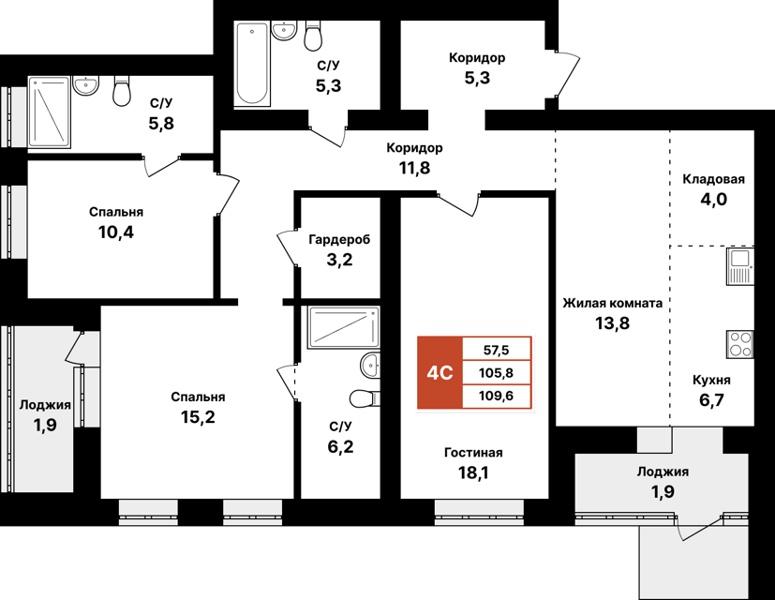 С/У
5,3
Коридор
5,3
С/У
5,8
Коридор
11,8
Кладовая
4,0
Спальня
10,4
Гардероб
3,2
Жилая комната
13,8
4С
57,5
105,8
109,6
Кухня
6,7
Лоджия
1,9
Спальня
15,2
С/У
6,2
Гостиная
18,1
Лоджия
1,9